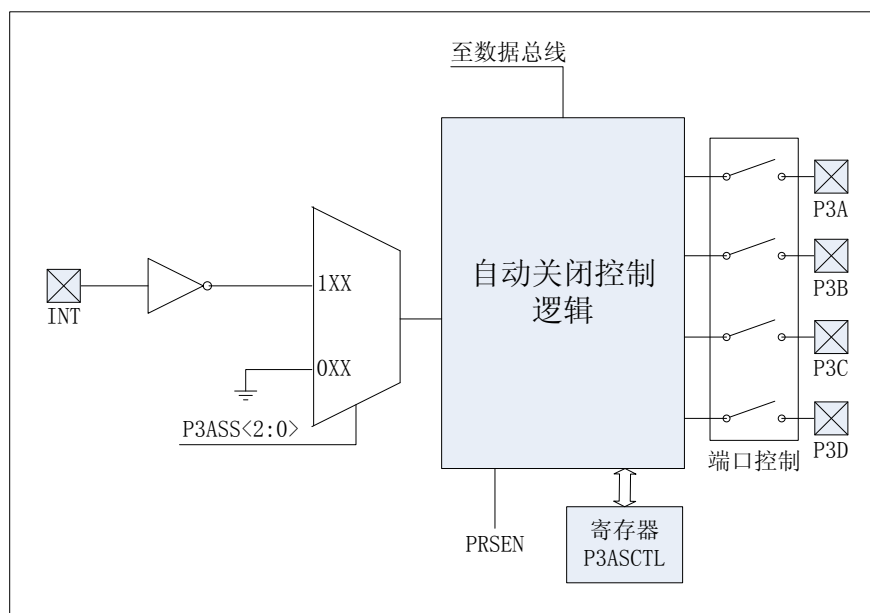 至数据总线
P3A
1XX
自动关闭控制
逻辑
P3B
INT
P3C
0XX
P3ASS<2:0>
P3D
端口控制
PRSEN
寄存器
P3ASCTL